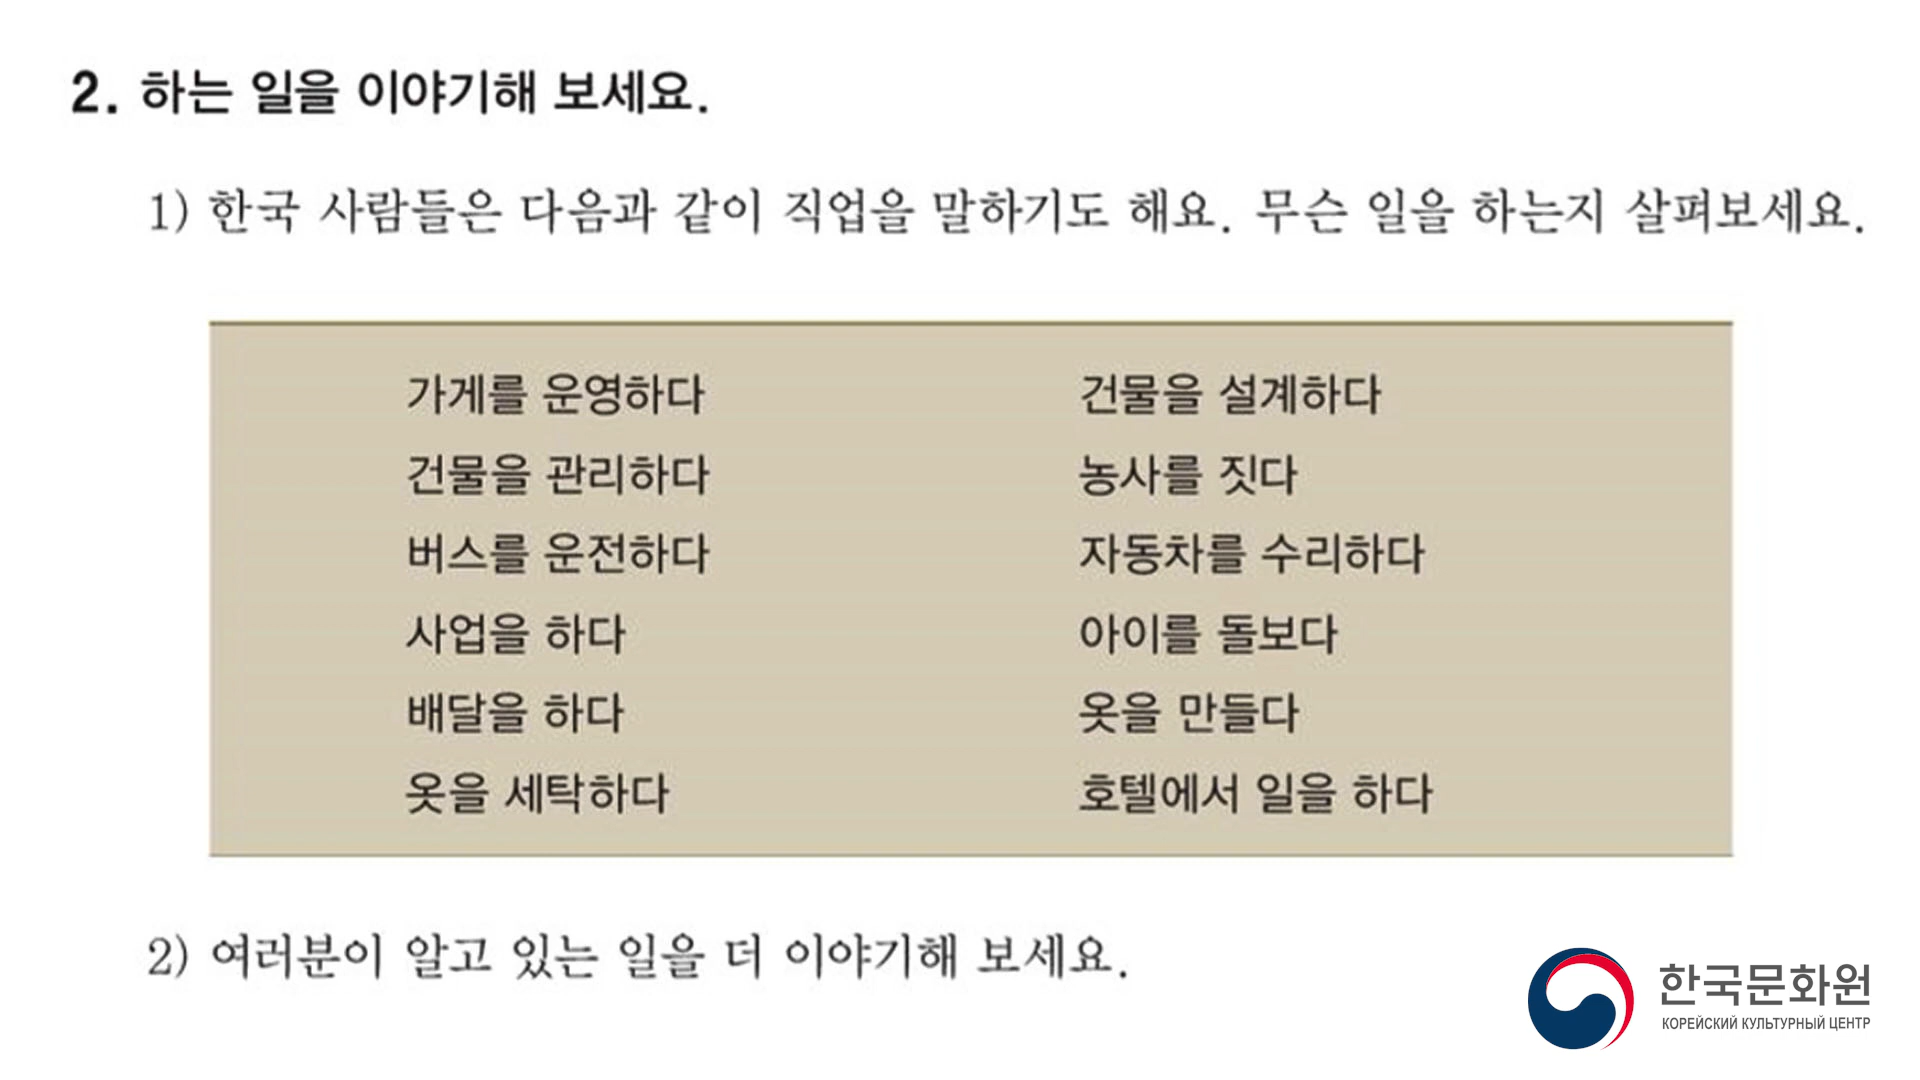 2. 하는 일을 이야기해 보세요.
1) 한국 사람들은 다음과 같이 직업을 말하기도 해요. 무슨 일을 하는지 살펴보세요.
가게를 운영하다
건물을 관리하다
버스를 운전하다
사업을 하다
배달을 하다
옷을 세탁하다
건물을 설계하다
농사를 짓다
자동차를 수리하다
아이를 돌보다
옷을 만들다
호텔에서 일을 하다
2) 여러분이 알고 있는 일을 더 이야기해 보세요.
한국문화원
КОРЕЙСКИЙ КУЛЬТУРНЫЙ ЦЕНТР